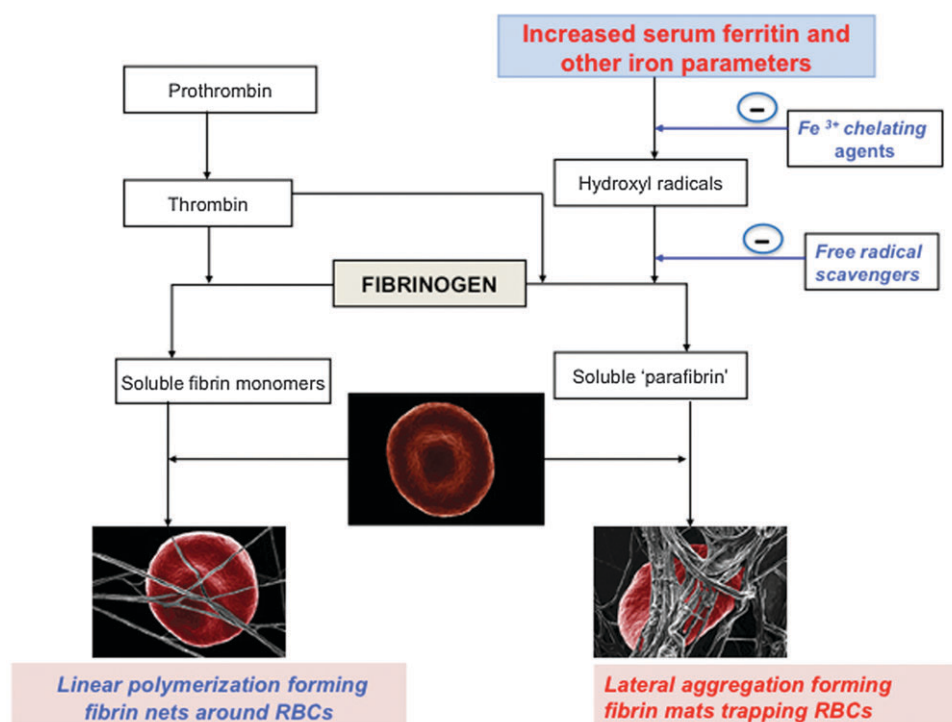 Increased serum ferritin and
other iron parameters
Prothrombin
−
Fe ³⁺ chelating
agents
Hydroxyl radicals
Thrombin
−
Free radical
scavengers
FIBRINOGEN
Soluble fibrin monomers
Soluble ‘parafibrin’
Linear polymerization forming
fibrin nets around RBCs
Lateral aggregation forming
fibrin mats trapping RBCs